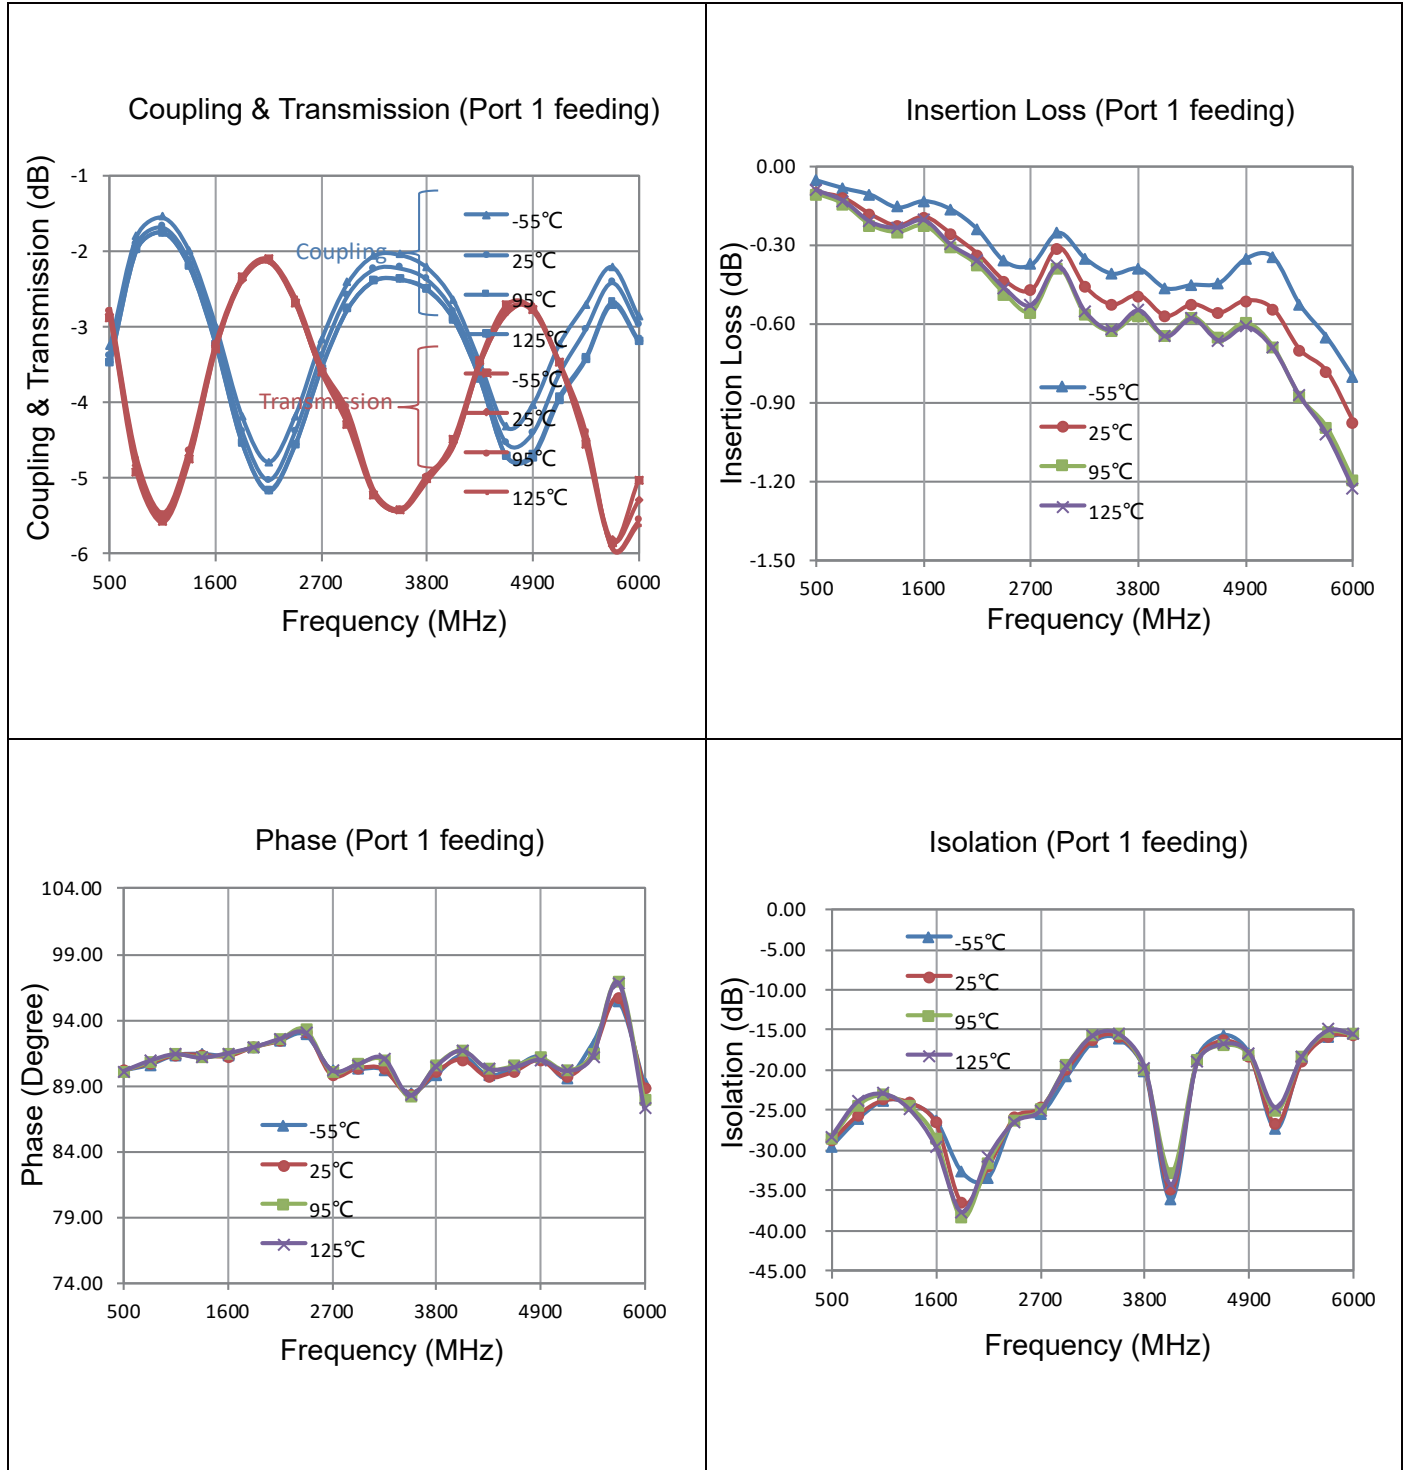 Coupling & Transmission (Port 1 feeding)
Coupling & Transmission (dB)
-1
-2
-3
-4
-5
-6
Coupling
Transmission
-55℃
25℃
95℃
125℃
-55℃
25℃
95℃
125℃
500 1600 2700 3800 4900 6000
Frequency (MHz)
Insertion Loss (Port 1 feeding)
Insertion Loss (dB)
0.00
-0.30
-0.60
-0.90
-1.20
-1.50
-55℃
25℃
95℃
125℃
500 1600 2700 3800 4900 6000
Frequency (MHz)
Phase (Port 1 feeding)
Phase (Degree)
104.00
99.00
94.00
89.00
84.00
79.00
74.00
-55℃
25℃
95℃
125℃
500 1600 2700 3800 4900 6000
Frequency (MHz)
Isolation (Port 1 feeding)
Isolation (dB)
0.00
-5.00
-10.00
-15.00
-20.00
-25.00
-30.00
-35.00
-40.00
-45.00
-55℃
25℃
95℃
125℃
500 1600 2700 3800 4900 6000
Frequency (MHz)